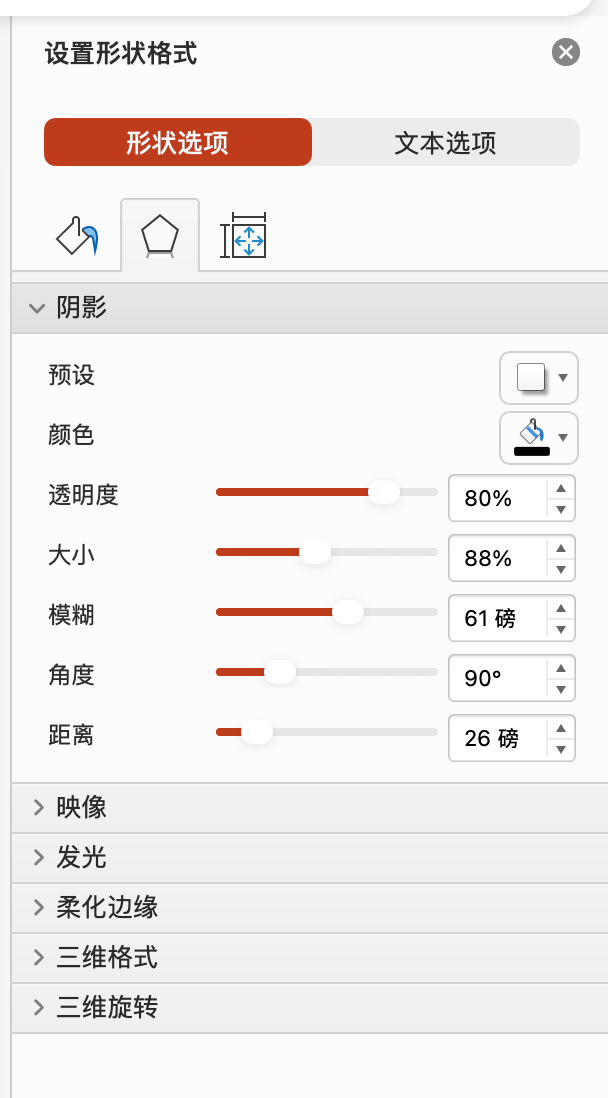 设置形状格式
形状选项 文本选项
阴影
预设
颜色
透明度 80%
大小 88%
模糊 61 磅
角度 90°
距离 26 磅
映像
发光
柔化边缘
三维格式
三维旋转